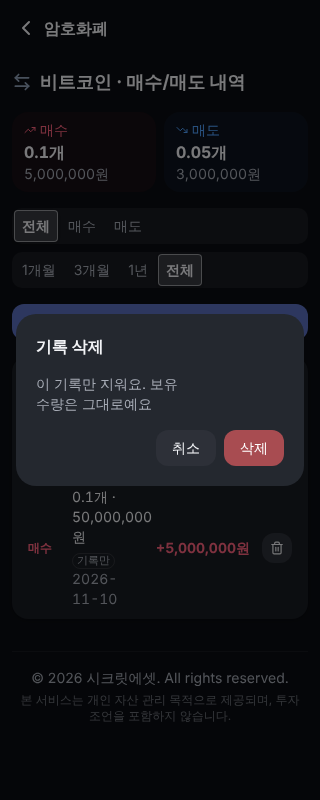 암호화폐
비트코인 · 매수/매도 내역
매수
0.1개
5,000,000원
매도
0.05개
3,000,000원
전체 매수 매도
1개월 3개월 1년 전체
기록 삭제
이 기록만 지워요. 보유
수량은 그대로예요
취소 삭제
0.1개 ·
50,000,000
원
매수
+5,000,000원
기록만
2026-
11-10
© 2026 시크릿에셋. All rights reserved.
본 서비스는 개인 자산 관리 목적으로 제공되며, 투자
조언을 포함하지 않습니다.